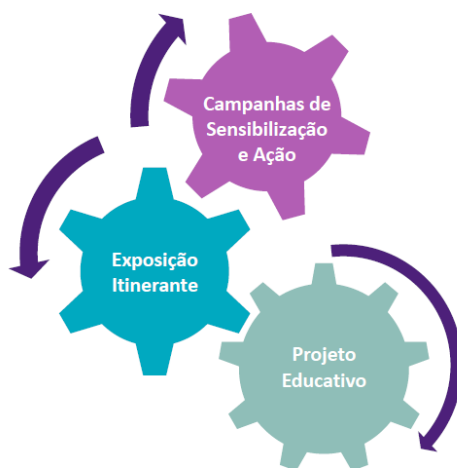 Campanhas de
Sensibilização
e Ação
Exposição
Itinerante
Projeto
Educativo